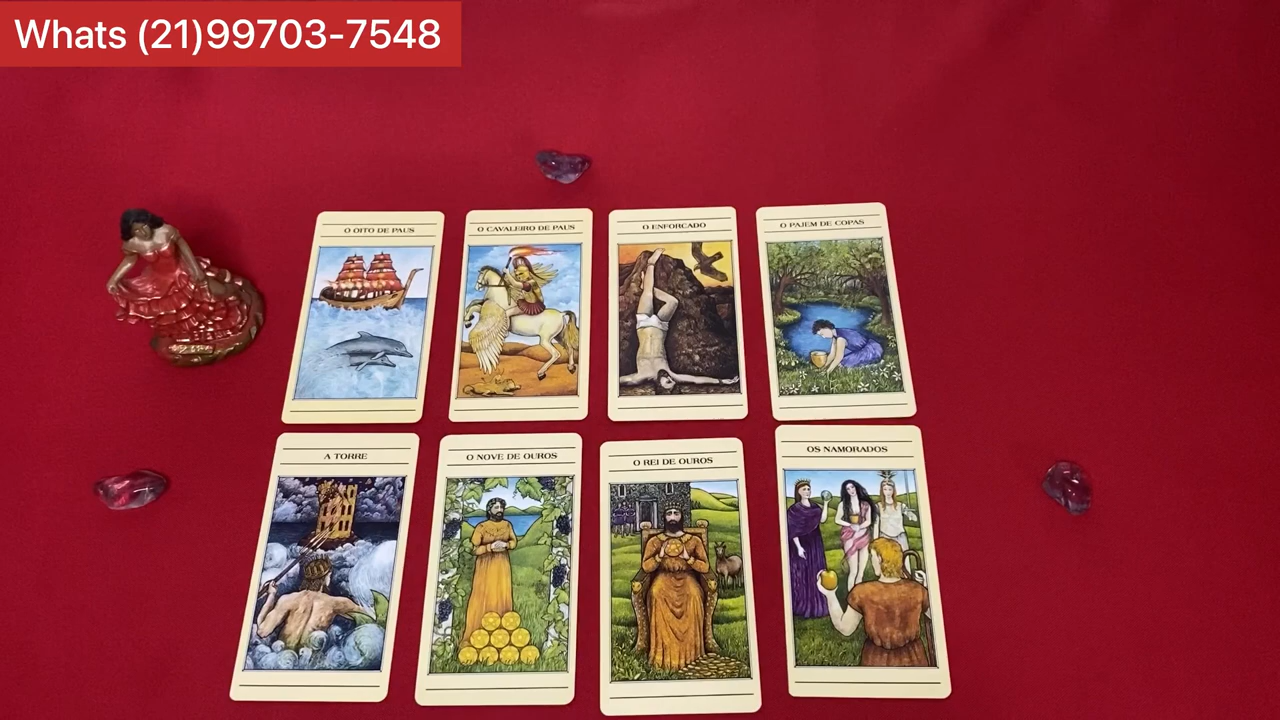 Whats (21)99703-7548
O OITO DE PAUS
O CAVALEIRO DE PAUS
O ENFORCADO
O PAJEM DE COPAS
A TORRE
O NOVE DE OUROS
O REI DE OUROS
OS NAMORADOS